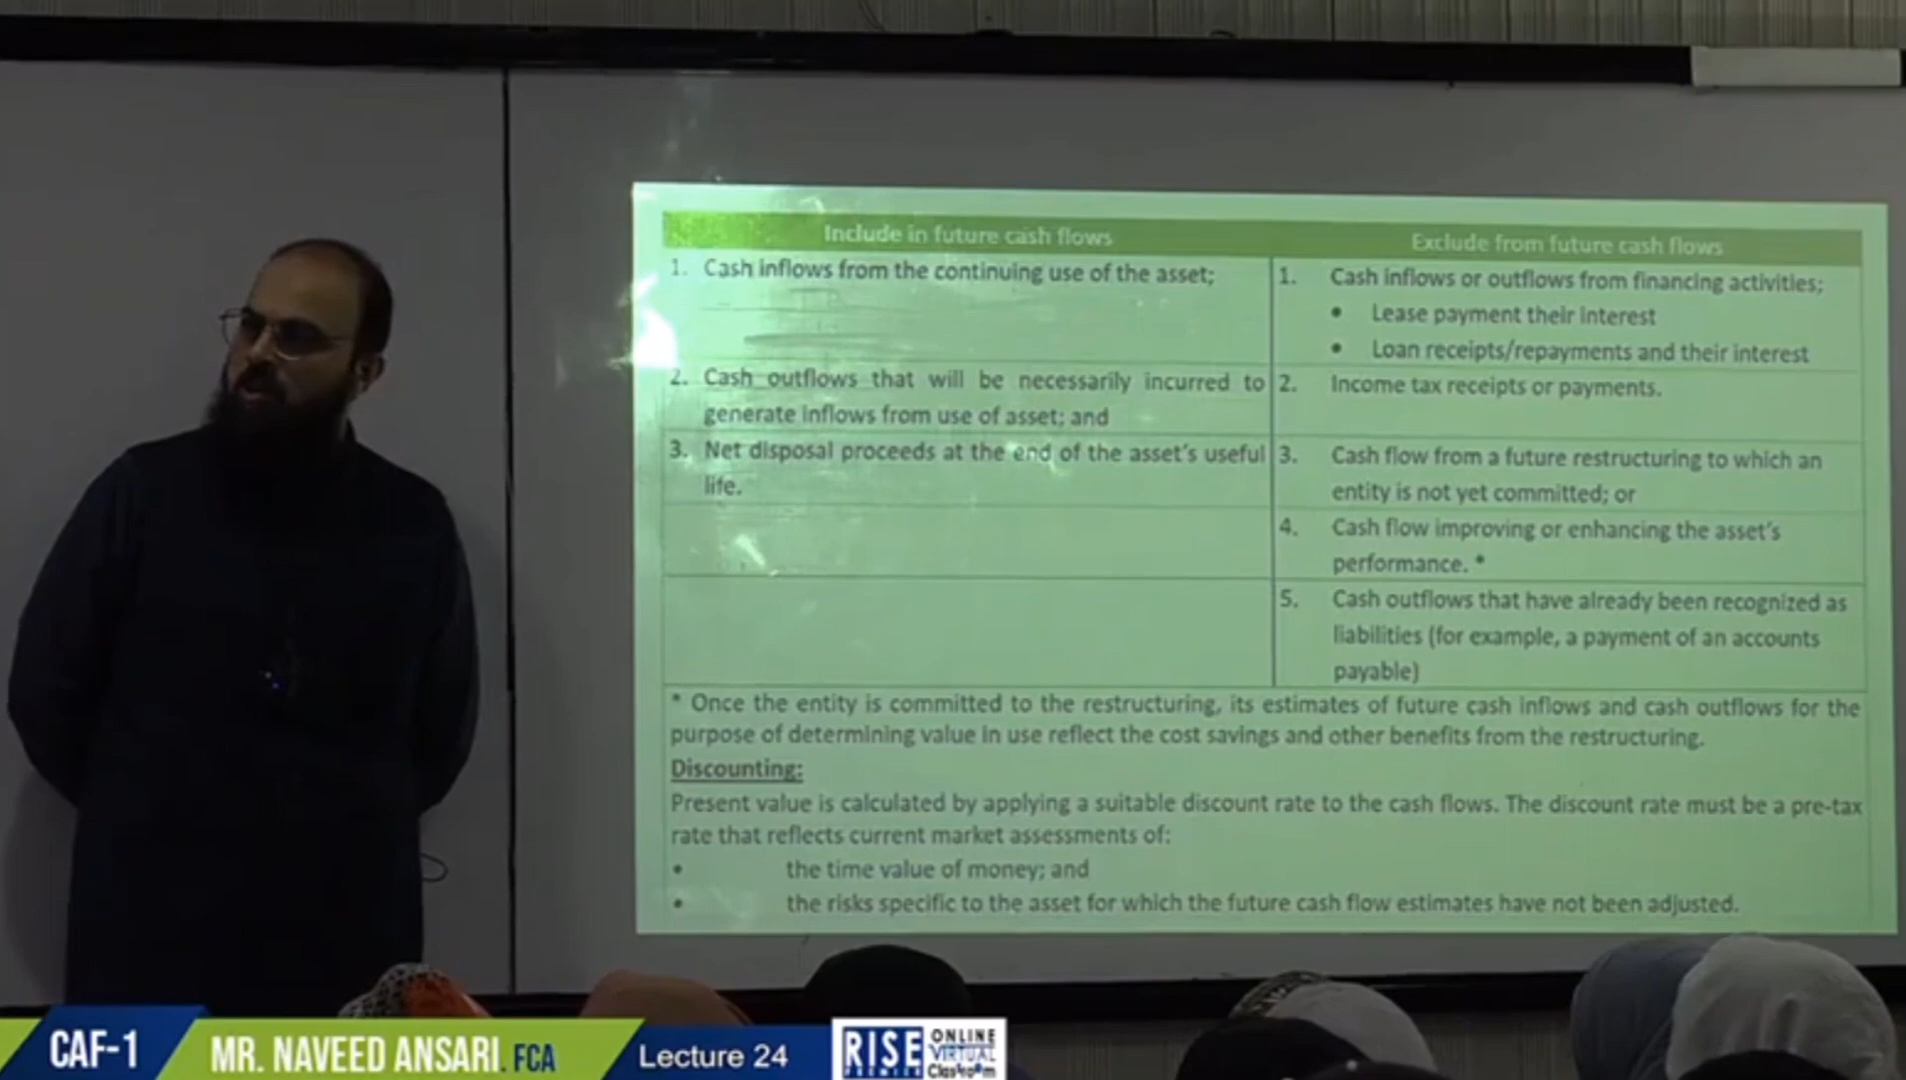 Include in future cash flows
Exclude from future cash flows
1. Cash inflows from the continuing use of the asset;
1. Cash inflows or outflows from financing activities;
• Lease payment their interest
• Loan receipts/repayments and their interest
2. Cash outflows that will be necessarily incurred to
generate inflows from use of asset; and
2. Income tax receipts or payments.
3. Net disposal proceeds at the end of the asset's useful
life.
3. Cash flow from a future restructuring to which an
entity is not yet committed; or
4. Cash flow improving or enhancing the asset's
performance. *
5. Cash outflows that have already been recognized as
liabilities (for example, a payment of an accounts
payable)
* Once the entity is committed to the restructuring, its estimates of future cash inflows and cash outflows for the
purpose of determining value in use reflect the cost savings and other benefits from the restructuring.
Discounting:
Present value is calculated by applying a suitable discount rate to the cash flows. The discount rate must be a pre-tax
rate that reflects current market assessments of:
• the time value of money; and
• the risks specific to the asset for which the future cash flow estimates have not been adjusted.
CAF-1
MR. NAVEED ANSARI. FCA
Lecture 24
RISE
PREMIER
ONLINE
VIRTUAL
Classroom